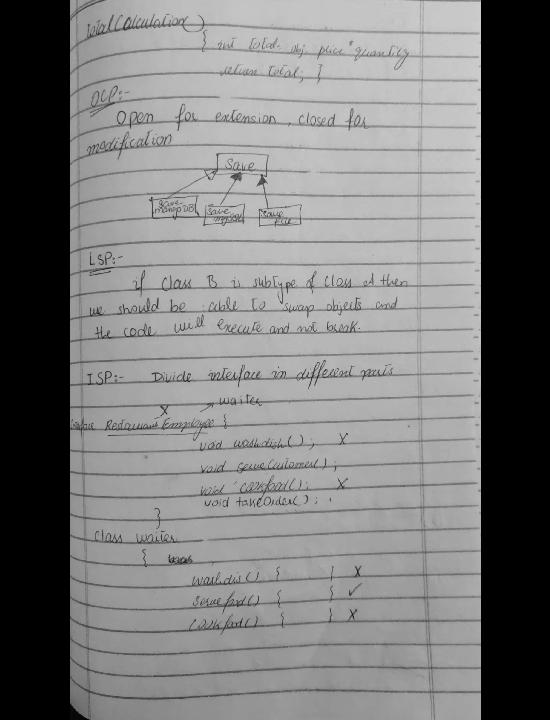 totalCalculation()
{ int total = obj. price * quantity
return total; }
OCP:-
Open for extension, closed for
modification
Save
Save mongoDB
Save mysql
Save file
LSP:-
if Class B is subtype of Class A then
we should be able to swap objects and
the code will execute and not break.
ISP:- Divide interface in different parts
X → waiter
interface Restaurant Employee {
void washdish(); X
void serveCustomer();
void cookfood(); X
void takeOrder();
}
Class waiter
{
washdis() { } X
servefood() { } ✓
Cookfood() { } X